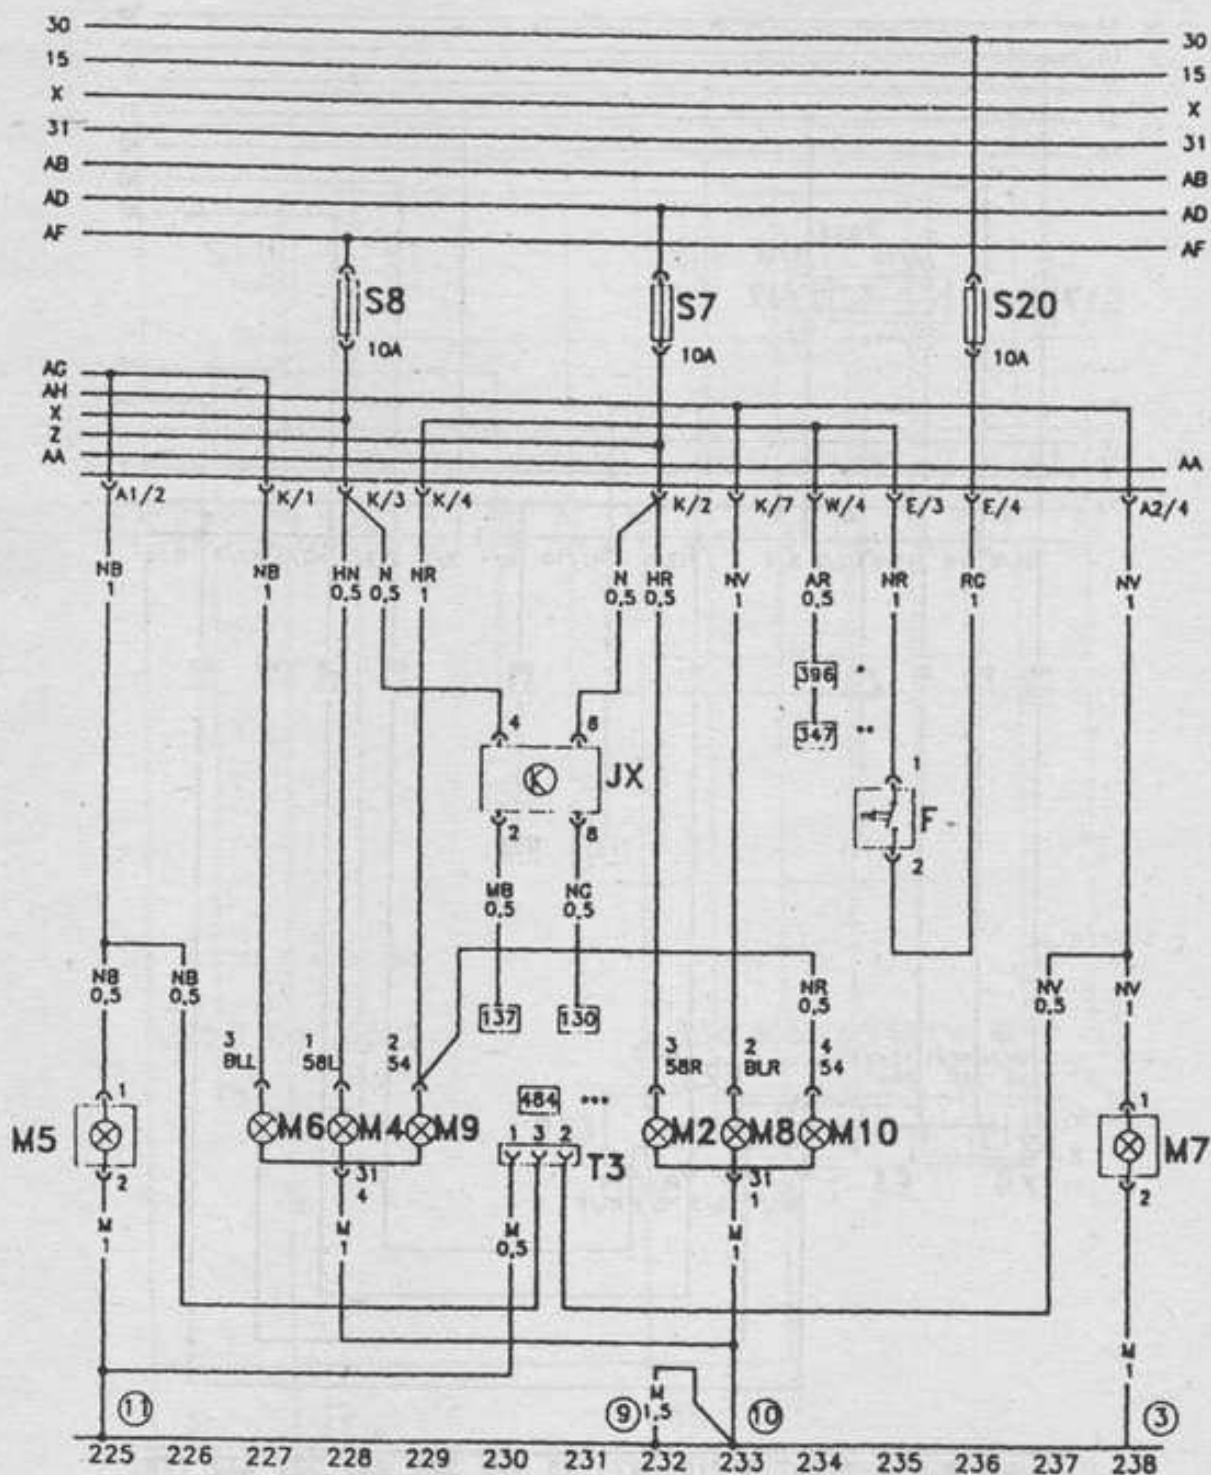 30 30
15 15
X X
31 31
AB AB
AD AD
AF AF
S8 S7 S20
10A 10A 10A
AG
AH
X
Z
AA AA
A1/2 K/1 K/3 K/4 K/2 K/7 W/4 E/3 E/4 A2/4
NB NB HN N NR N HR NV AR NR RG NV
1 1 0,5 0,5 1 0,5 0,5 1 0,5 1 1 1
396 *
4 6 347 **
K JX 1
F
2 8 2
MB NG
0,5 0,5
NB NB NR NV NV
0,5 0,5 0,5 0,5 1
137 130
3 1 2 3 2 4
BLL 58L 54 58R BLR 54
484 ***
1 1
M5 M6 M4 M9 1 3 2 M2 M8 M10 M7
T3
2 31 31 2
4 1
M M M M
1 1 0,5 1
M
1
M
1,5
11 9 10 3
225 226 227 228 229 230 231 232 233 234 235 236 237 238